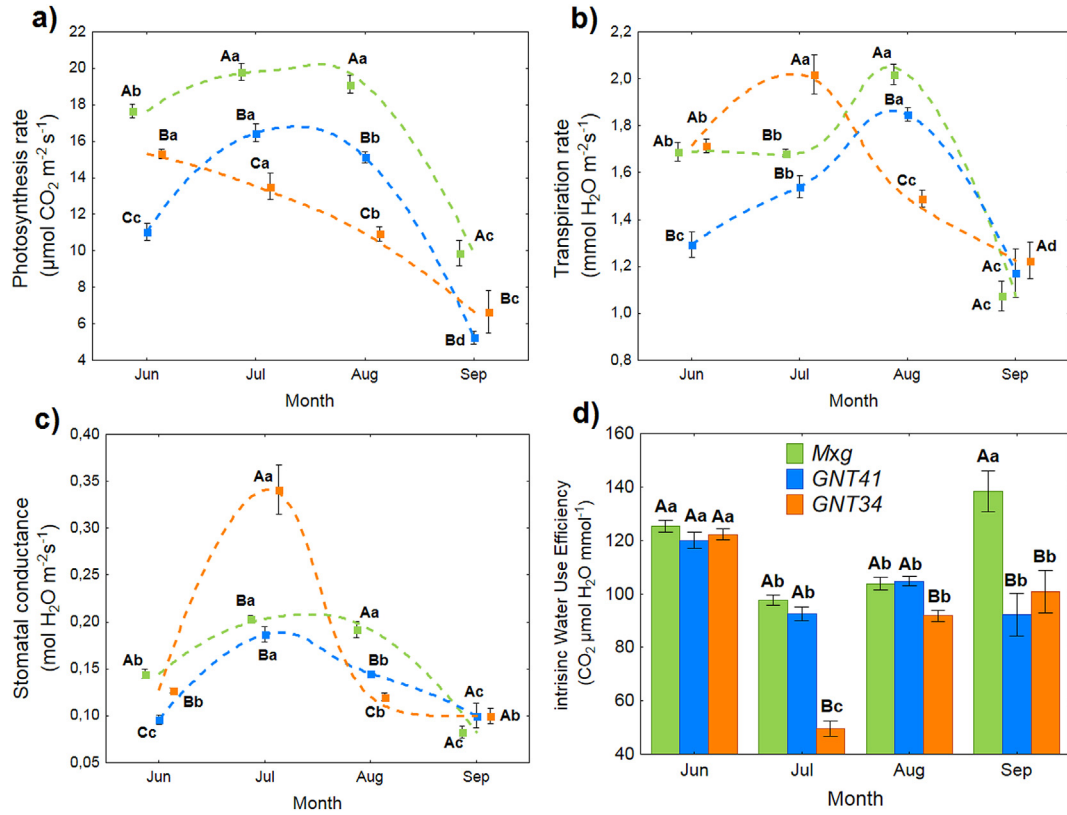 a)
Photosynthesis rate
(µmol CO2 m-2 s-1)
22
20
18
16
14
12
10
8
6
4
Ab
Aa
Aa
Ba
Ba
Bb
Ca
Cc
Cb
Ac
Bc
Bd
Jun Jul Aug Sep
Month
b)
Transpiration rate
(mmol H2O m-2s-1)
2,2
2,0
1,8
1,6
1,4
1,2
1,0
0,8
Aa
Aa
Ab
Ab
Ba
Bb
Bb
Cc
Bc
Ac
Ad
Ac
Jun Jul Aug Sep
Month
c)
Stomatal conductance
(mol H2O m-2s-1)
0,40
0,35
0,30
0,25
0,20
0,15
0,10
0,05
Aa
Ba
Aa
Ab
Bb
Ba
Bb
Cc
Cb
Ac
Ab
Ac
Jun Jul Aug Sep
Month
d)
intrisinc Water Use Efficiency
(CO2 µmol H2O mmol-1)
160
140
120
100
80
60
40
Mxg
GNT41
GNT34
Aa Aa Aa
Ab Ab Bc
Ab Ab Bb
Aa Bb Bb
Jun Jul Aug Sep
Month